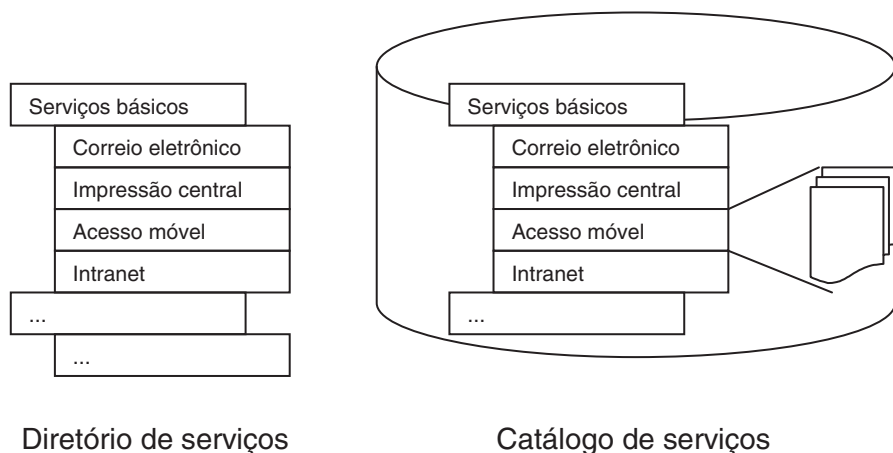 Serviços básicos
Correio eletrônico
Impressão central
Acesso móvel
Intranet
...
...
Diretório de serviços
Serviços básicos
Correio eletrônico
Impressão central
Acesso móvel
Intranet
...
Catálogo de serviços